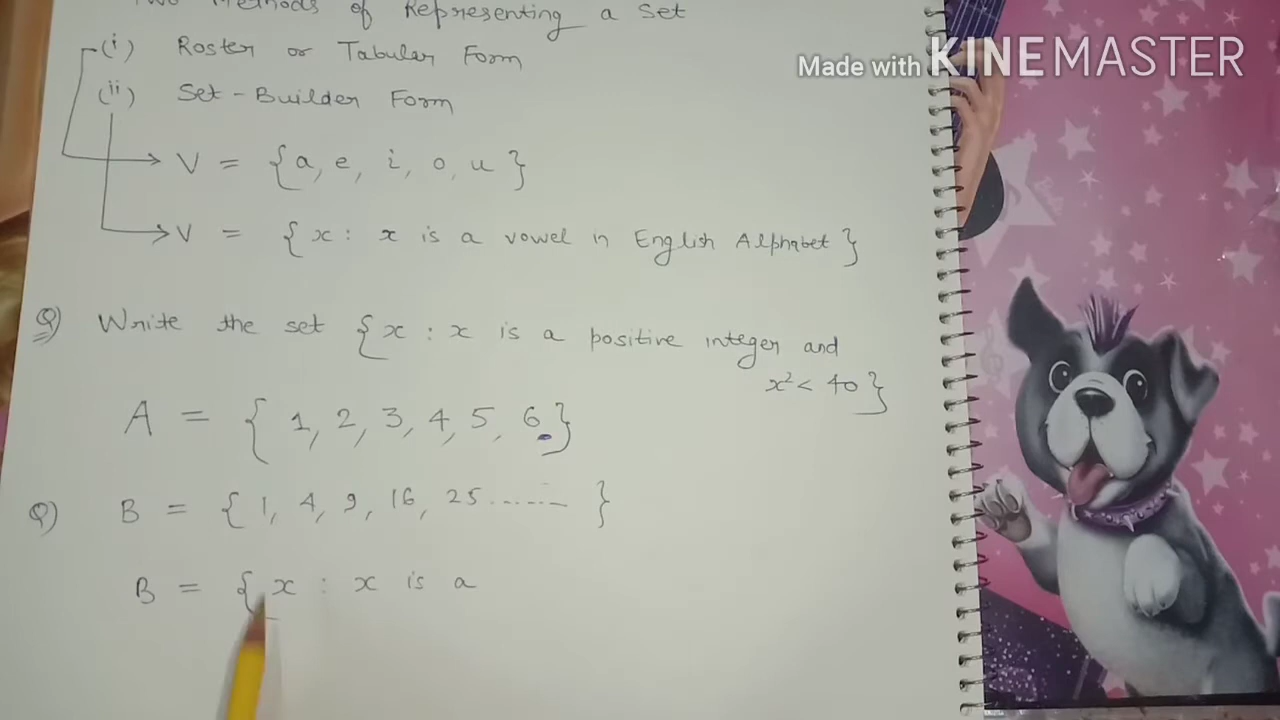 Two Methods of Representing a Set
(i) Roster or Tabular Form
(ii) Set-Builder Form
V = {a, e, i, o, u}
V = {x : x is a vowel in English Alphabet}
Q) Write the set {x : x is a positive integer and
x² < 40}
A = {1, 2, 3, 4, 5, 6}
Q) B = {1, 4, 9, 16, 25 ...... }
B = {x : x is a
Made with KINEMASTER